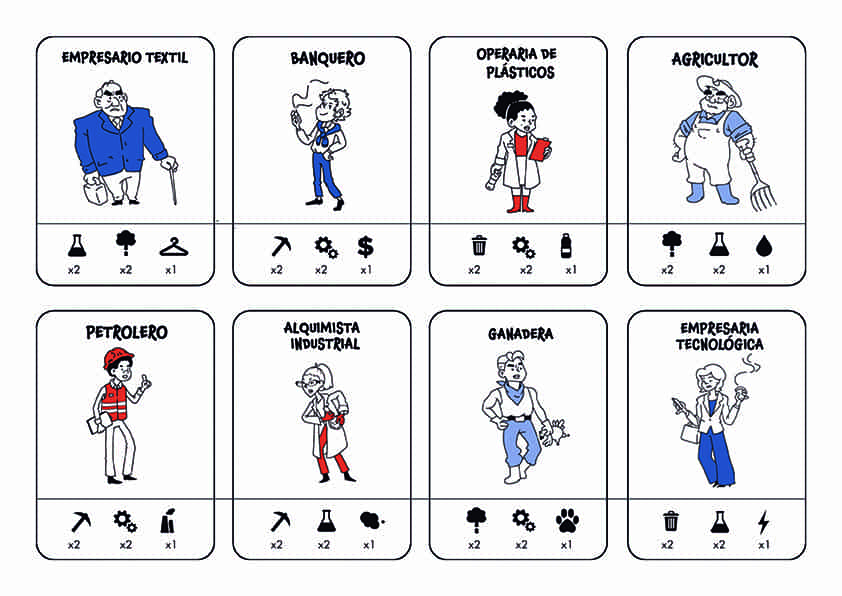 EMPRESARIO TEXTIL
x2 x2 x1
BANQUERO
x2 x2 $ x1
OPERARIA DE
PLÁSTICOS
x2 x2 x1
AGRICULTOR
x2 x2 x1
PETROLERO
x2 x2 x1
ALQUIMISTA
INDUSTRIAL
x2 x2 x1
GANADERA
x2 x2 x1
EMPRESARIA
TECNOLÓGICA
x2 x2 x1